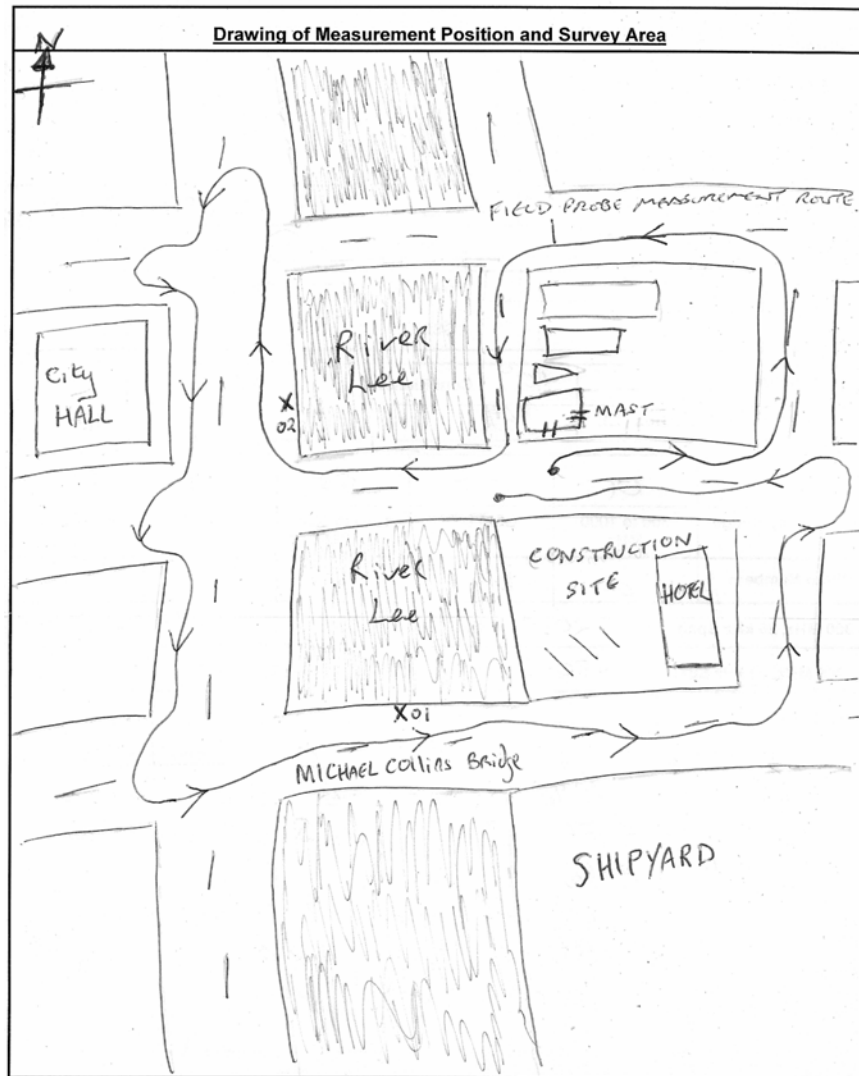 Drawing of Measurement Position and Survey Area
N
FIELD PROBE MEASUREMENT ROUTE.
City
HALL
River
Lee
X
02
MAST
River
Lee
CONSTRUCTION
SITE
HOTEL
X01
MICHAEL Collins Bridge
SHIPYARD